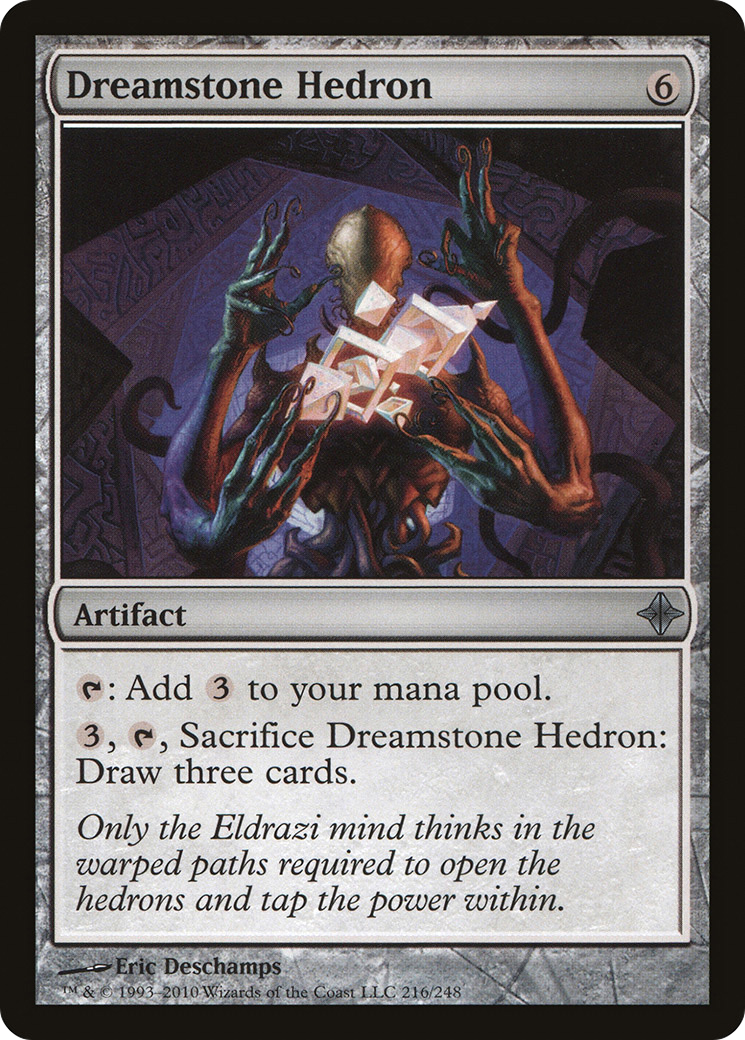 Dreamstone Hedron 6
Artifact
: Add 3 to your mana pool.
3, , Sacrifice Dreamstone Hedron:
Draw three cards.
Only the Eldrazi mind thinks in the
warped paths required to open the
hedrons and tap the power within.
Eric Deschamps
™ & © 1993–2010 Wizards of the Coast LLC 216/248